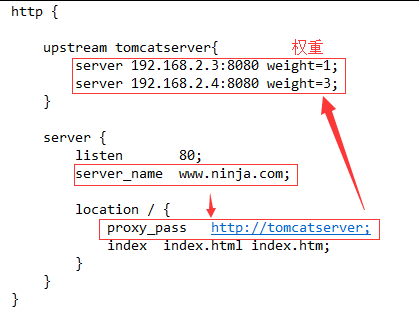 http {
upstream tomcatserver{ 权重
server 192.168.2.3:8080 weight=1;
server 192.168.2.4:8080 weight=3;
}
server {
listen 80;
server_name www.ninja.com;
location / {
proxy_pass http://tomcatserver;
index index.html index.htm;
}
}
}